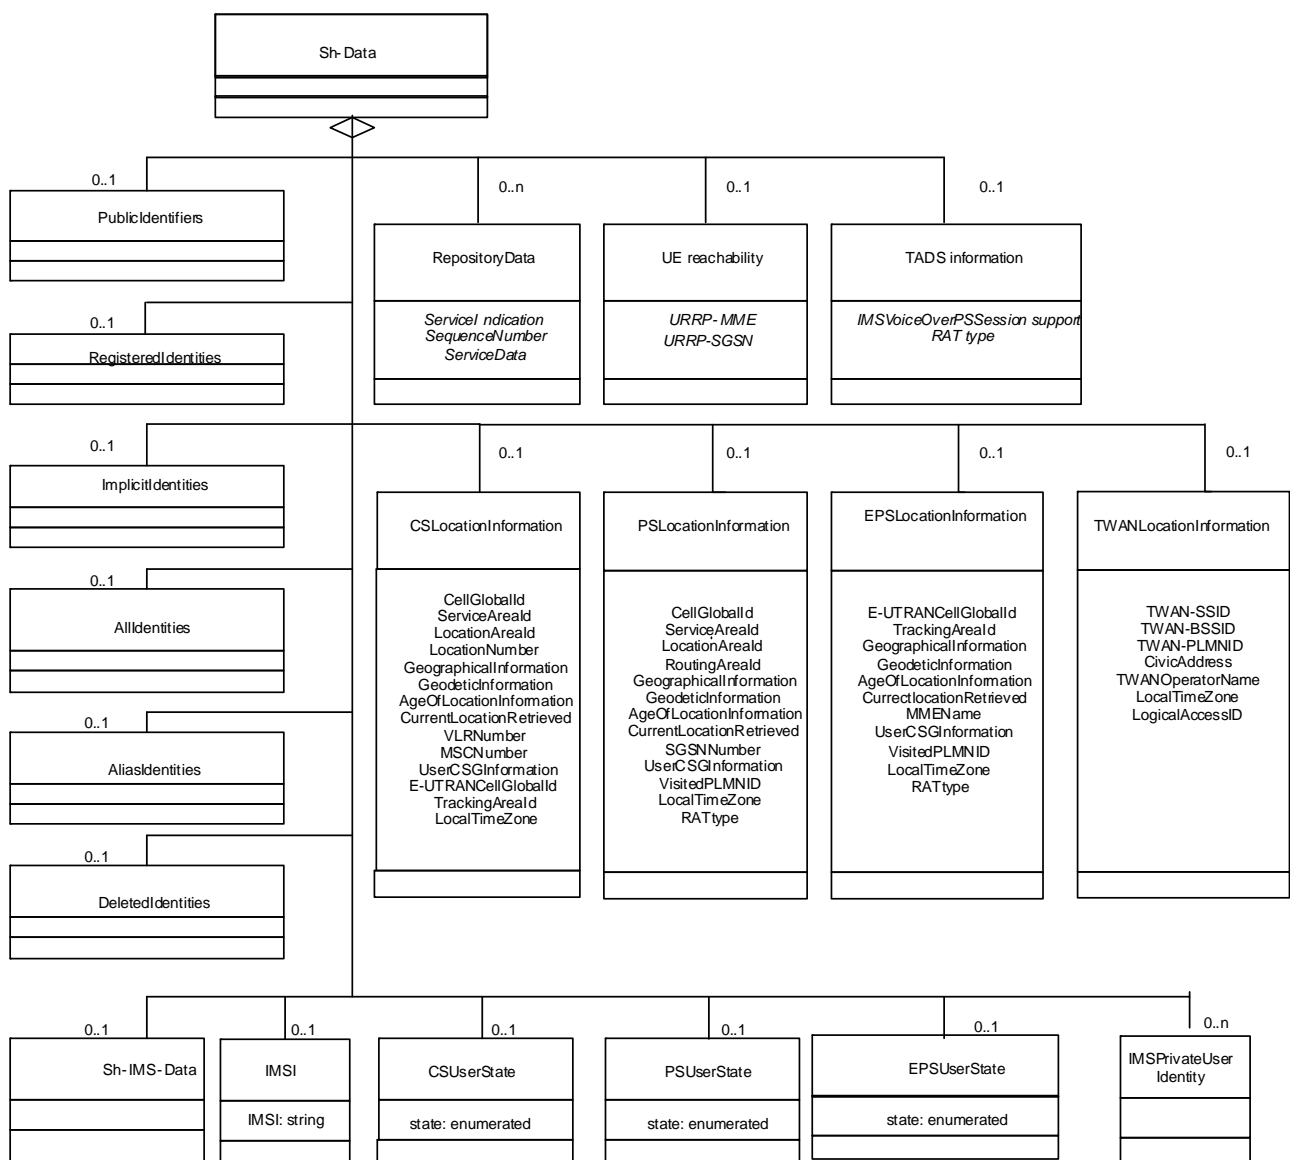 Sh-Data
0..1
0..n
0..1
0..1
PublicIdentifiers
RepositoryData
UE reachability
TADS information
ServiceIndication
SequenceNumber
ServiceData
URRP-MME
URRP-SGSN
IMSVoiceOverPSSession support
RAT type
0..1
RegisteredIdentities
0..1
ImplicitIdentities
0..1
0..1
0..1
0..1
CSLocationInformation
PSLocationInformation
EPSLocationInformation
TWANLocationInformation
CellGlobalId
ServiceAreaId
LocationAreaId
LocationNumber
GeographicalInformation
GeodeticInformation
AgeOfLocationInformation
CurrentLocationRetrieved
VLRNumber
MSCNumber
UserCSGInformation
E-UTRANCellGlobalId
TrackingAreaId
LocalTimeZone
CellGlobalId
ServiceAreaId
LocationAreaId
RoutingAreaId
GeographicalInformation
GeodeticInformation
AgeOfLocationInformation
CurrentLocationRetrieved
SGSNNumber
UserCSGInformation
VisitedPLMNID
LocalTimeZone
RATtype
E-UTRANCellGlobalId
TrackingAreaId
GeographicalInformation
GeodeticInformation
AgeOfLocationInformation
CurrectlocationRetrieved
MMEName
UserCSGInformation
VisitedPLMNID
LocalTimeZone
RATtype
TWAN-SSID
TWAN-BSSID
TWAN-PLMNID
CivicAddress
TWANOperatorName
LocalTimeZone
LogicalAccessID
0..1
AllIdentities
0..1
AliasIdentities
0..1
DeletedIdentities
0..1
0..1
0..1
0..1
0..1
0..n
Sh-IMS-Data
IMSI
IMSI: string
CSUserState
state: enumerated
PSUserState
state: enumerated
EPSUserState
state: enumerated
IMSPrivateUser
Identity